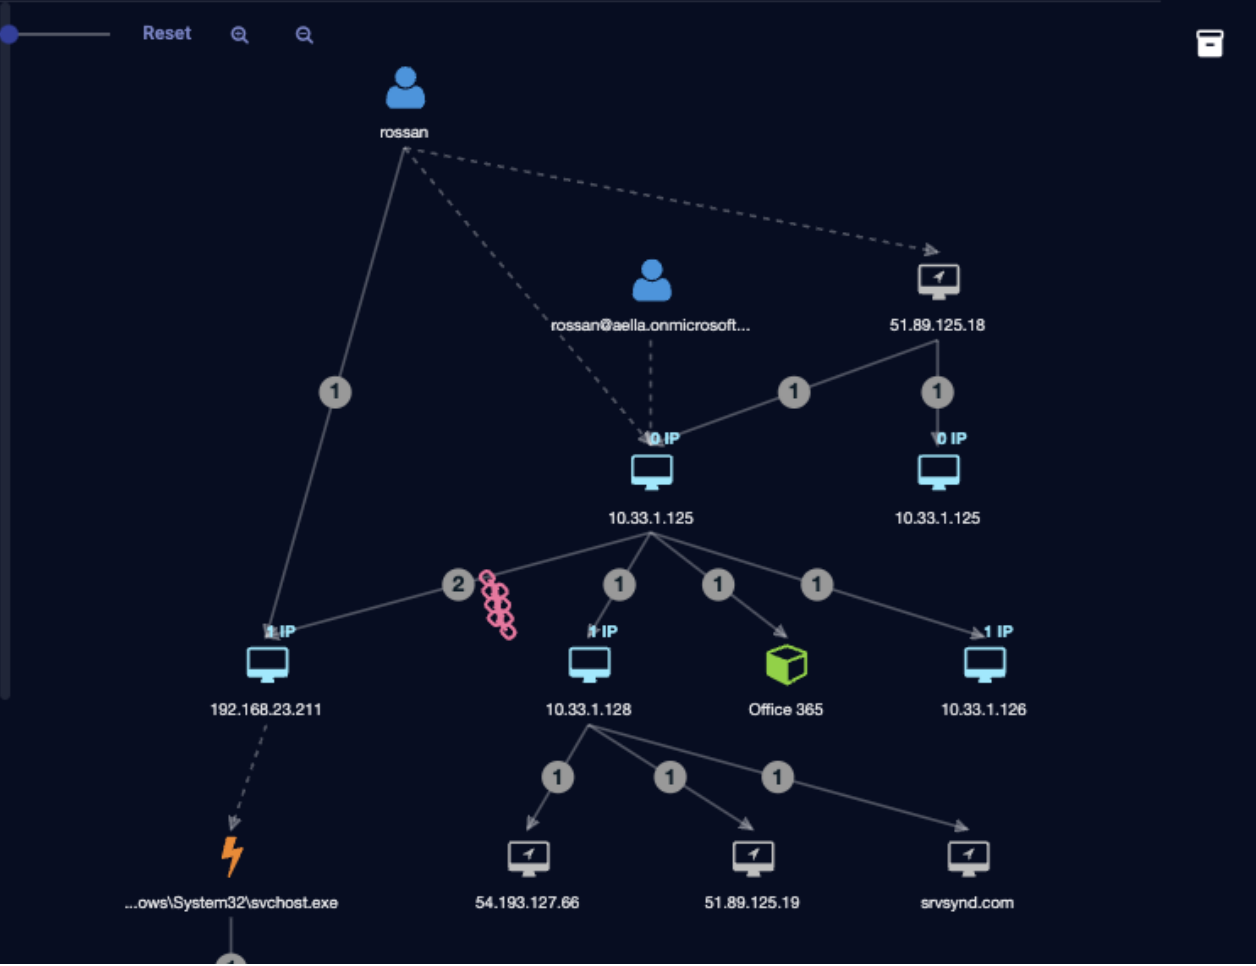 Reset
rossan
rossan@aella.onmicrosoft...
51.89.125.18
1
1
1
0 IP
0 IP
10.33.1.125
10.33.1.125
2
1
1
1
1 IP
1 IP
1 IP
192.168.23.211
10.33.1.128
Office 365
10.33.1.126
1
1
1
...ows\System32\svchost.exe
54.193.127.66
51.89.125.19
srvsynd.com